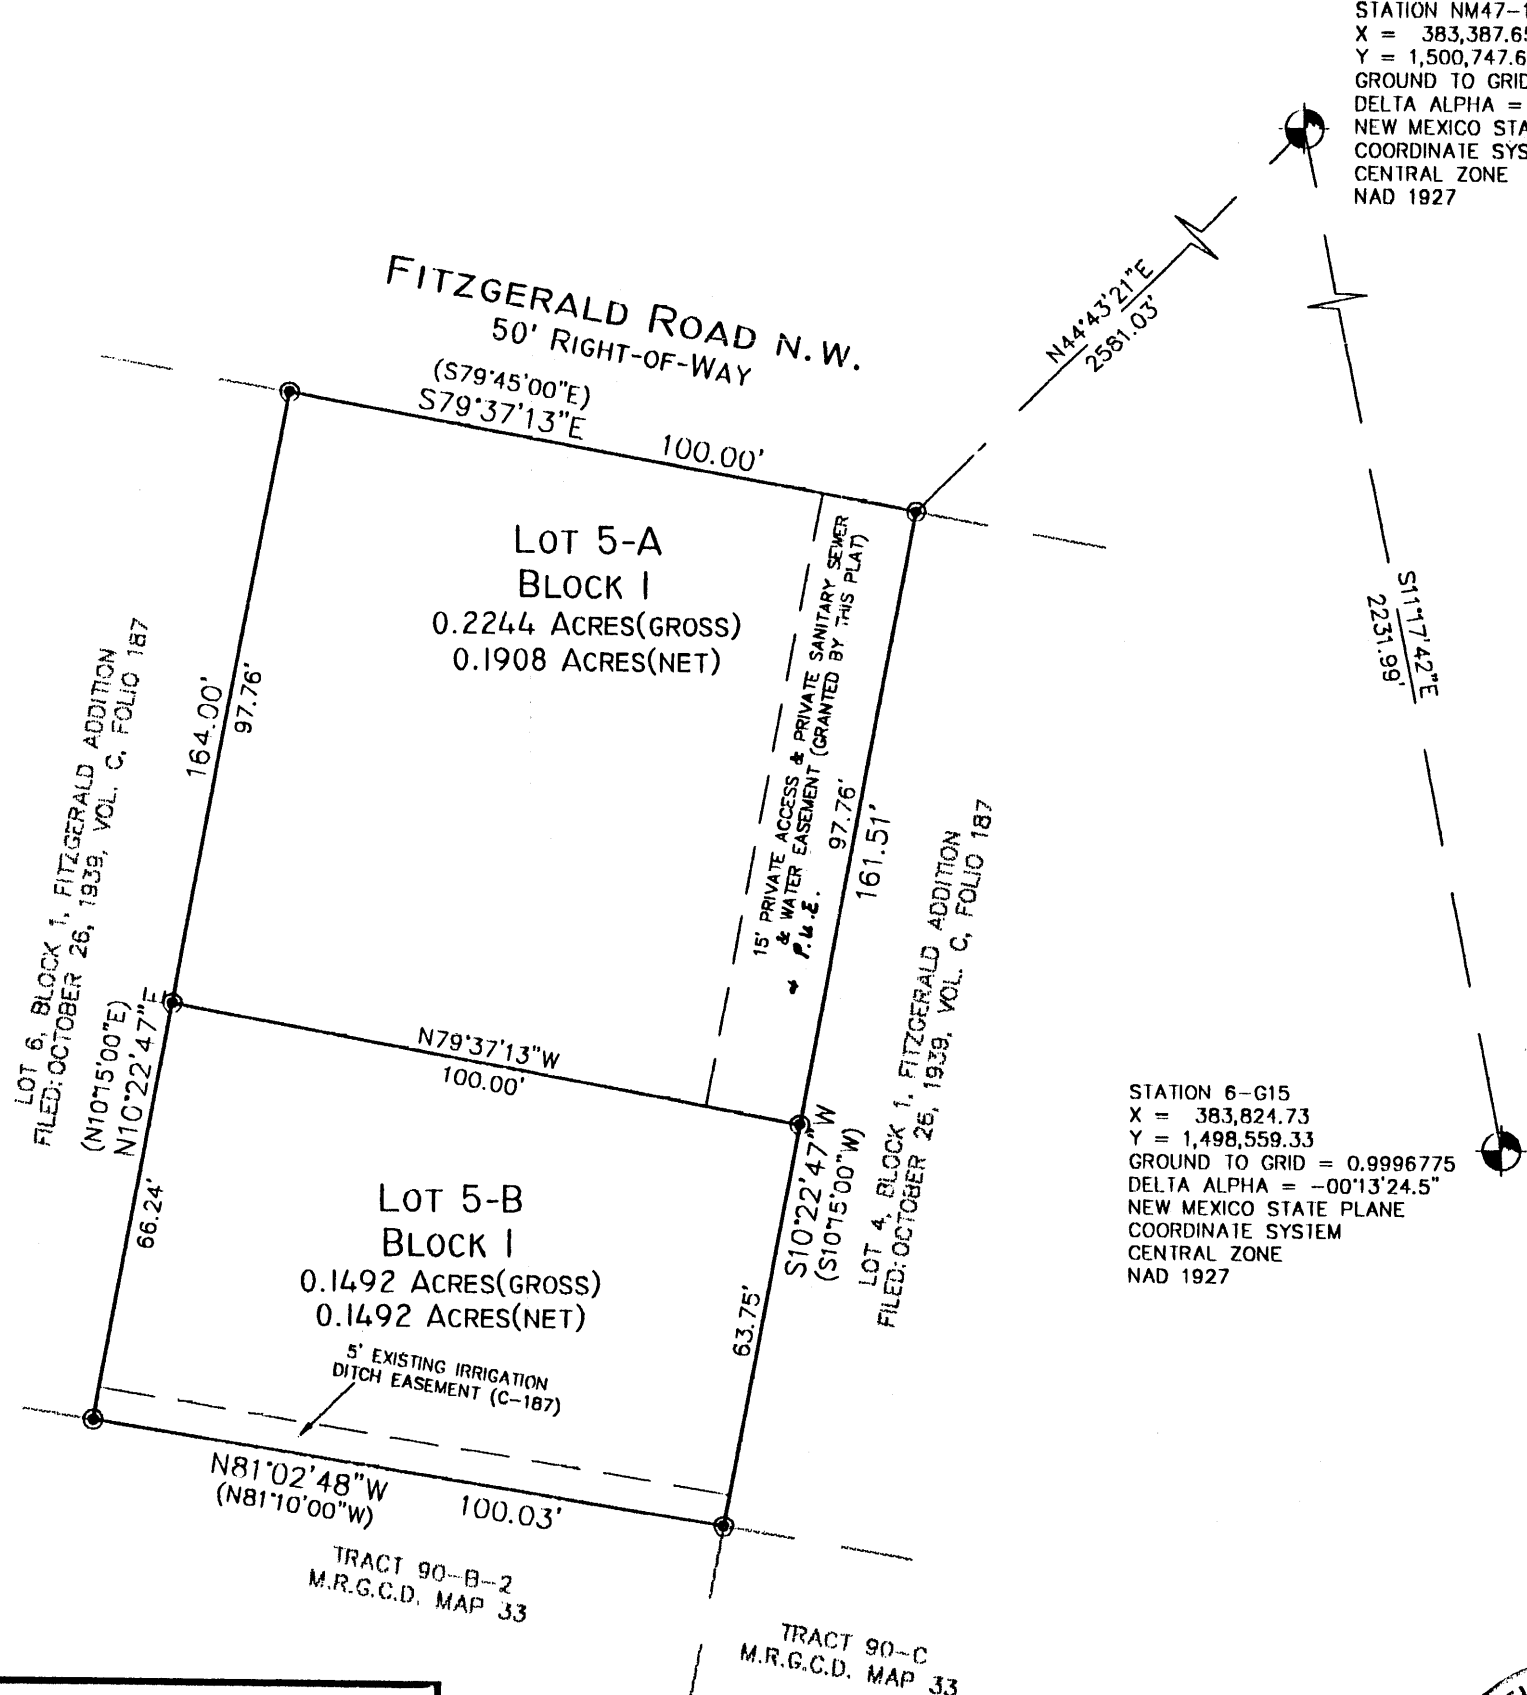 STATION NM47-1
X = 383,387.65
Y = 1,500,747.6
GROUND TO GRID
DELTA ALPHA =
NEW MEXICO STA
COORDINATE SYS
CENTRAL ZONE
NAD 1927
FITZGERALD ROAD N.W.
50' RIGHT-OF-WAY
(S79°45'00"E)
S79°37'13"E
100.00'
N44°43'21"E
2581.03'
S11°17'42"E
2231.99'
LOT 5-A
BLOCK 1
0.2244 ACRES(GROSS)
0.1908 ACRES(NET)
164.00'
97.76'
LOT 6, BLOCK 1, FITZGERALD ADDITION
FILED: OCTOBER 26, 1939, VOL. C, FOLIO 187
(N10°15'00"E)
N10°22'47"E
15' PRIVATE ACCESS & PRIVATE SANITARY SEWER
& WATER EASEMENT (GRANTED BY THIS PLAT)
& P.U.E.
97.76'
161.51'
LOT 4, BLOCK 1, FITZGERALD ADDITION
FILED: OCTOBER 26, 1939, VOL. C, FOLIO 187
N79°37'13"W
100.00'
S10°22'47"W
(S10°15'00"W)
66.24'
LOT 5-B
BLOCK 1
0.1492 ACRES(GROSS)
0.1492 ACRES(NET)
63.75'
5' EXISTING IRRIGATION
DITCH EASEMENT (C-187)
N81°02'48"W
(N81°10'00"W)
100.03'
TRACT 90-B-2
M.R.G.C.D. MAP 33
TRACT 90-C
M.R.G.C.D. MAP 33
STATION 6-G15
X = 383,824.73
Y = 1,498,559.33
GROUND TO GRID = 0.9996775
DELTA ALPHA = -00°13'24.5"
NEW MEXICO STATE PLANE
COORDINATE SYSTEM
CENTRAL ZONE
NAD 1927